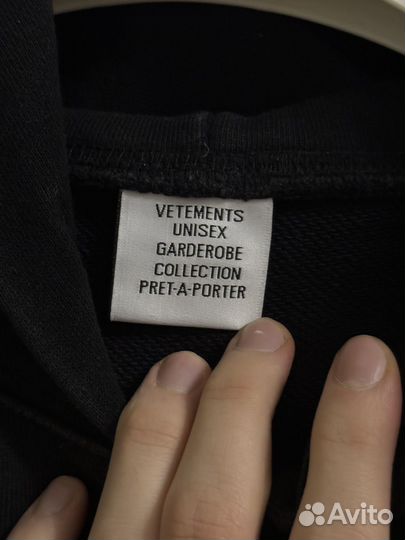 VETEMENTS
UNISEX
GARDEROBE
COLLECTION
PRET-A-PORTER
Avito